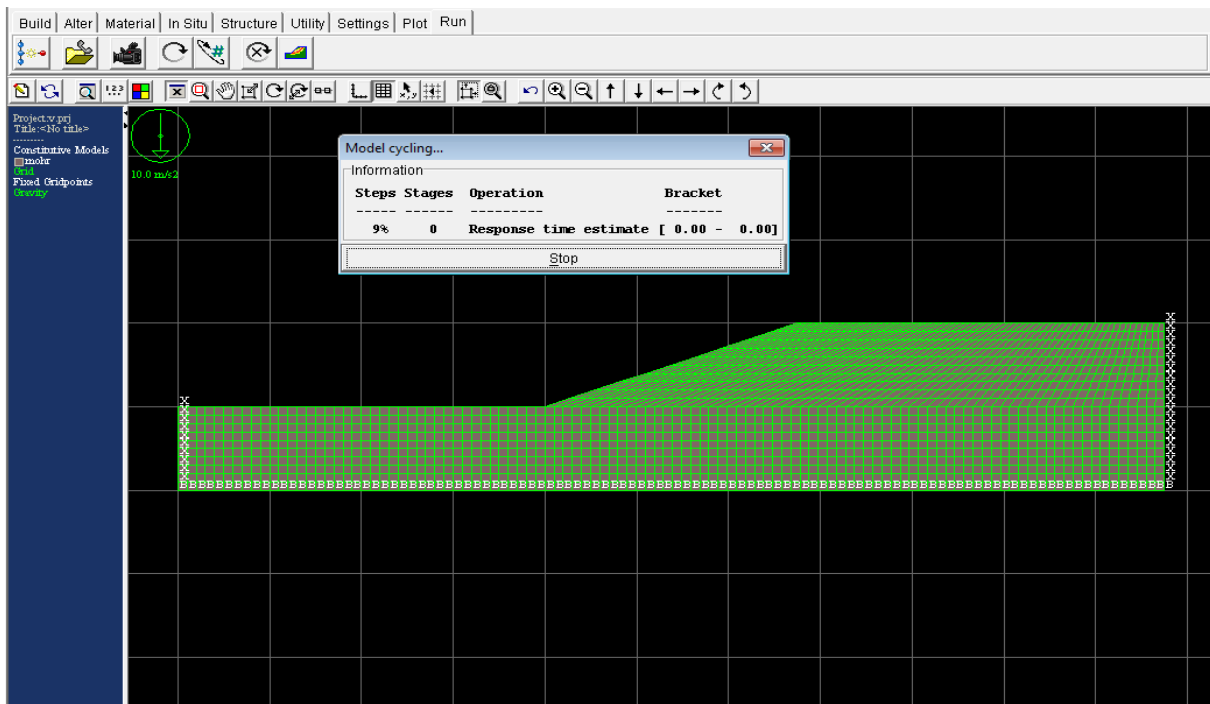 Build Alter Material In Situ Structure Utility Settings Plot Run
Project:v.prj
Title:<No title>
Constitutive Models
mohr
Grid
Fixed Gridpoints
Gravity
10.0 m/s2
Model cycling...
Information
Steps Stages Operation Bracket
----- ------ --------- -------
9% 0 Response time estimate [ 0.00 - 0.00]
Stop